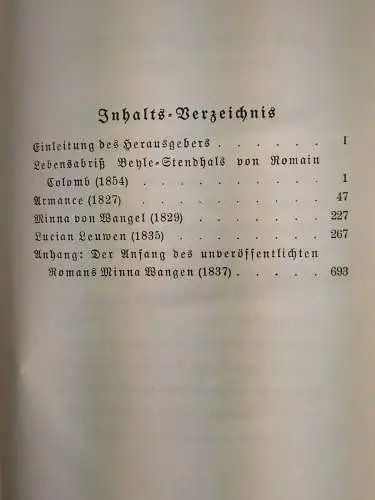 Inhalts-Verzeichnis
Einleitung des Herausgebers . . . . . . I
Lebensabriß Beyle-Stendhals von Romain
Colomb (1854) . . . . . . . . . 1
Armance (1827) . . . . . . . . . 47
Minna von Wangel (1829) . . . . . . . 227
Lucian Leuwen (1835) . . . . . . . . 267
Anhang: Der Anfang des unveröffentlichten
Romans Minna Wangen (1837) . . . . . 693